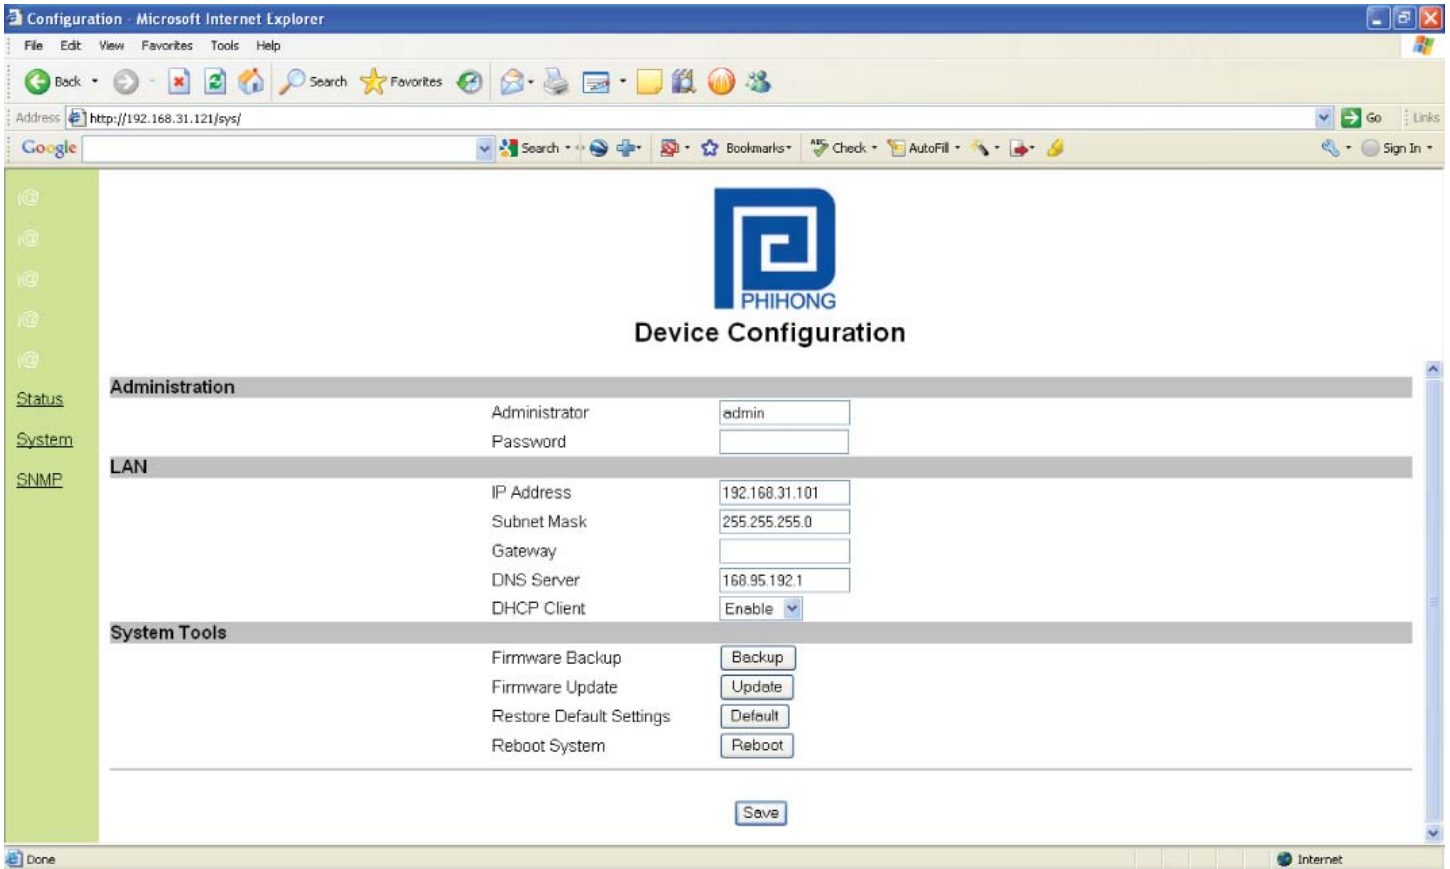 Configuration - Microsoft Internet Explorer
File Edit View Favorites Tools Help
Back Search Favorites
Address http://192.168.31.121/sys/ Go Links
Google Search Bookmarks ABC Check AutoFill Sign In
¡@
¡@
¡@
¡@
¡@
Status
System
SNMP
PHIHONG
Device Configuration
Administration
Administrator admin
Password
LAN
IP Address 192.168.31.101
Subnet Mask 255.255.255.0
Gateway
DNS Server 168.95.192.1
DHCP Client Enable
System Tools
Firmware Backup Backup
Firmware Update Update
Restore Default Settings Default
Reboot System Reboot
Save
Done Internet